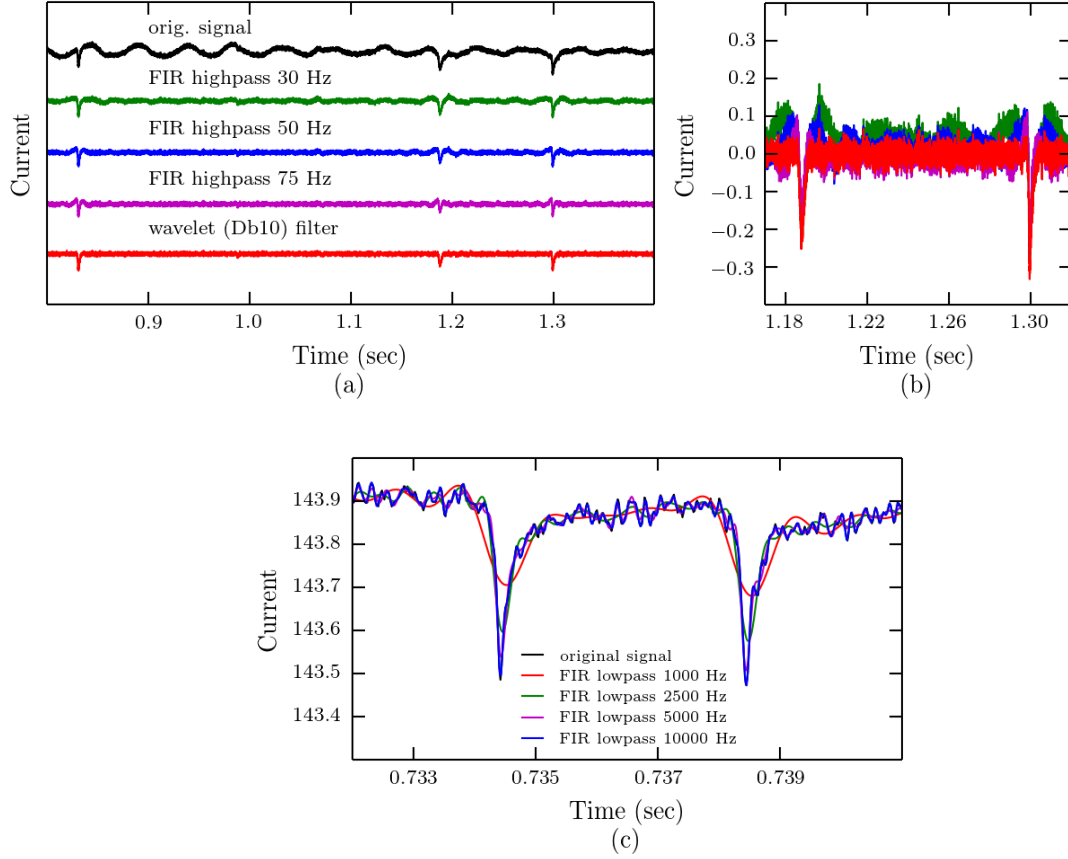 orig. signal
FIR highpass 30 Hz
FIR highpass 50 Hz
FIR highpass 75 Hz
wavelet (Db10) filter
Current
0.9 1.0 1.1 1.2 1.3
Time (sec)
(a)
0.4
0.3
0.2
0.1
0.0
−0.1
−0.2
−0.3
Current
1.18 1.22 1.26 1.30
Time (sec)
(b)
143.9
143.8
143.7
143.6
143.5
143.4
Current
original signal
FIR lowpass 1000 Hz
FIR lowpass 2500 Hz
FIR lowpass 5000 Hz
FIR lowpass 10000 Hz
0.733 0.735 0.737 0.739
Time (sec)
(c)